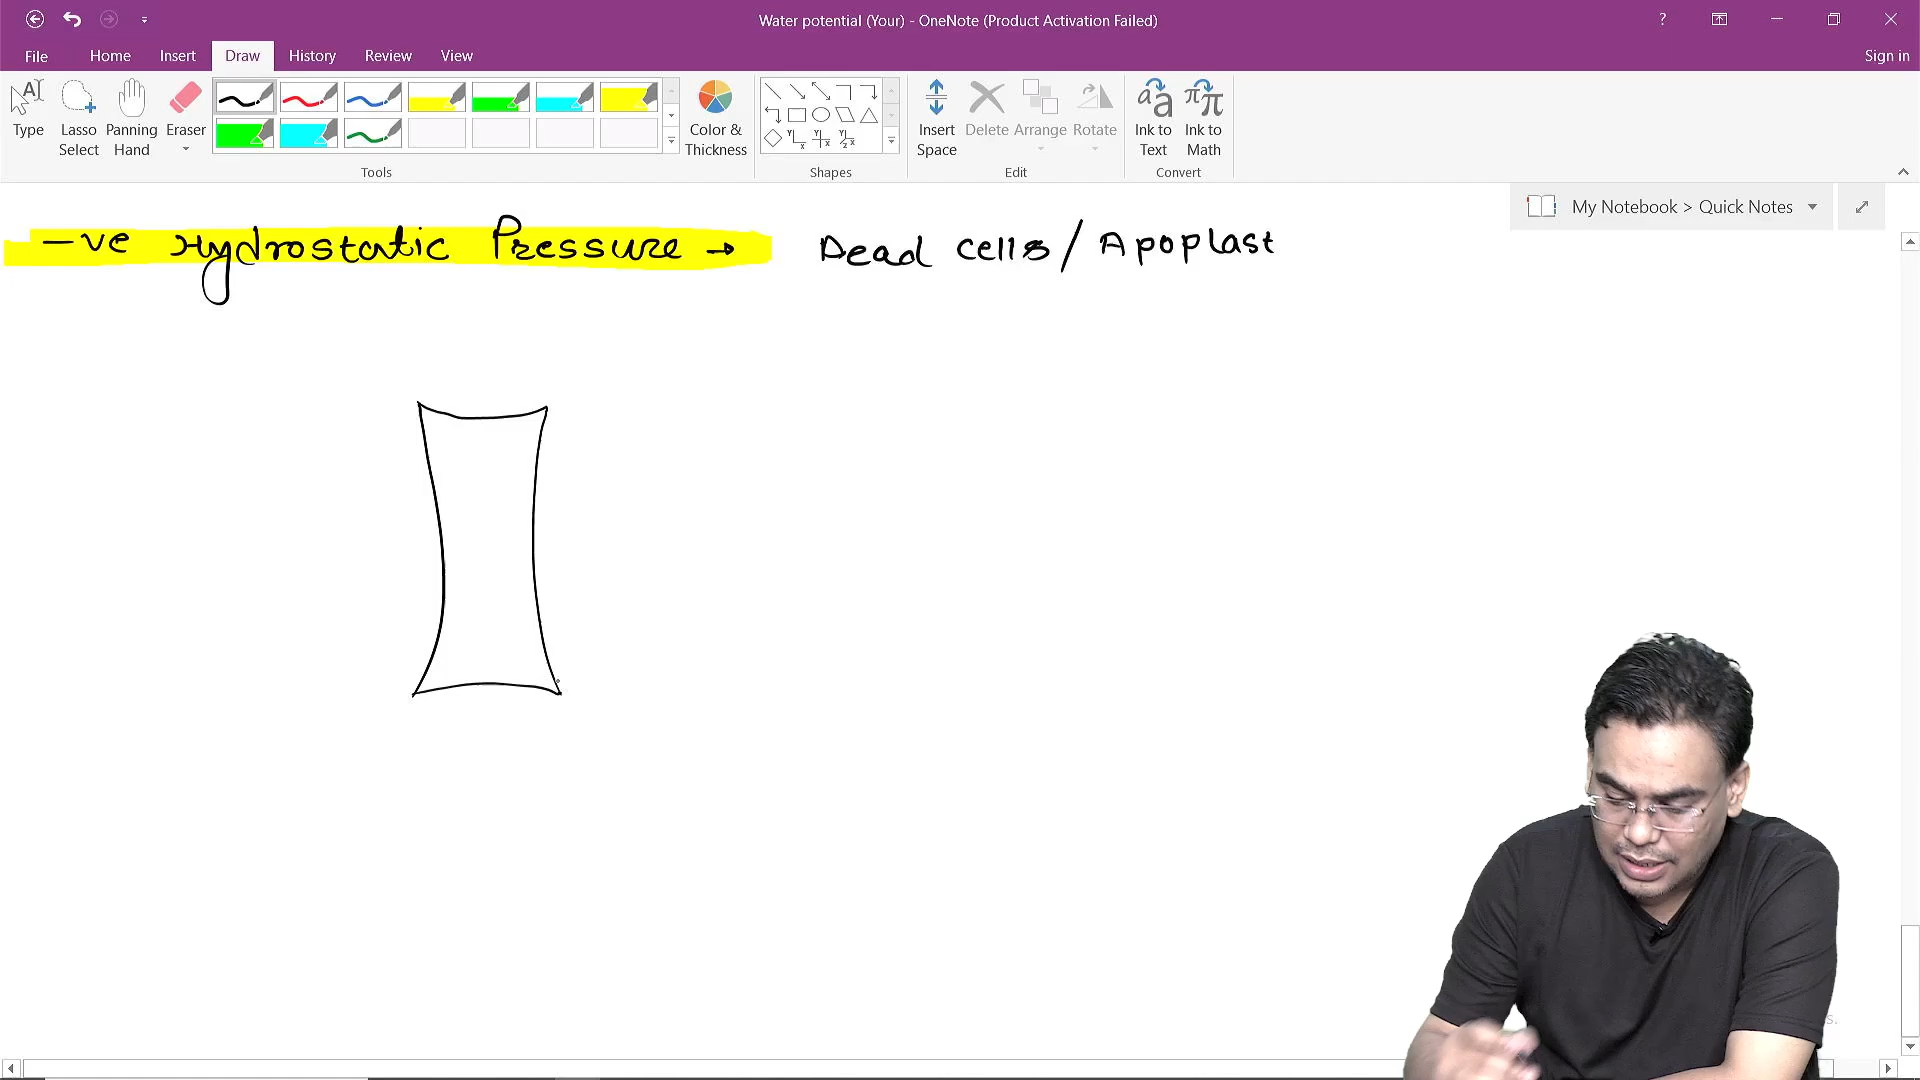 Water potential (Your) - OneNote (Product Activation Failed)
?
File Home Insert Draw History Review View Sign in
Type
Lasso Select
Panning Hand
Eraser
Color & Thickness
Insert Space
Delete
Arrange
Rotate
Ink to Text
Ink to Math
Tools Shapes Edit Convert
My Notebook > Quick Notes
-ve Hydrostatic Pressure → Dead cells / Apoplast